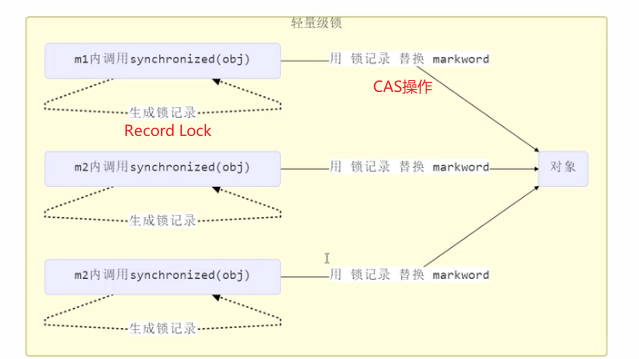 轻量级锁
m1内调用synchronized(obj)
用 锁记录 替换 markword
CAS操作
生成锁记录
Record Lock
m2内调用synchronized(obj)
用 锁记录 替换 markword
对象
生成锁记录
m2内调用synchronized(obj)
用 锁记录 替换 markword
生成锁记录